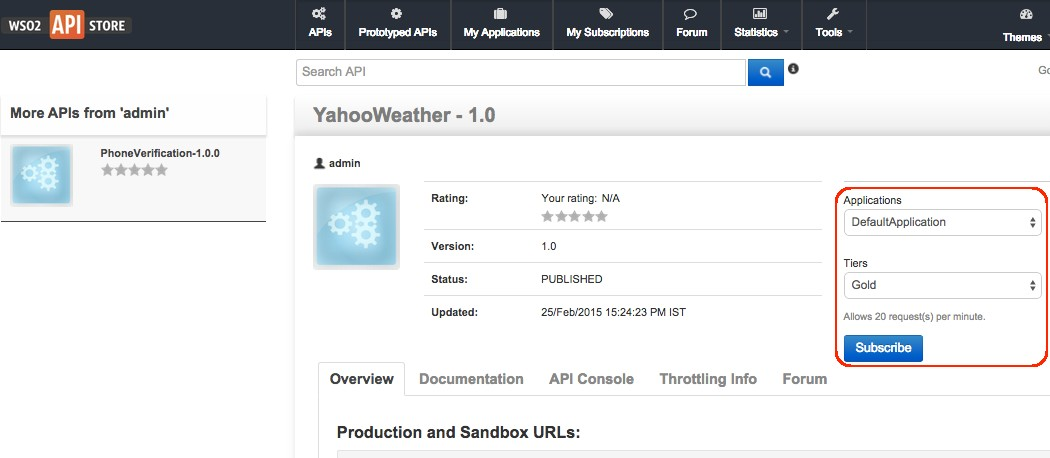 WSO2 API STORE
APIs
Prototyped APIs
My Applications
My Subscriptions
Forum
Statistics
Tools
Themes
Search API
Go
More APIs from 'admin'
PhoneVerification-1.0.0
YahooWeather - 1.0
admin
Rating: Your rating: N/A
Version: 1.0
Status: PUBLISHED
Updated: 25/Feb/2015 15:24:23 PM IST
Applications
DefaultApplication
Tiers
Gold
Allows 20 request(s) per minute.
Subscribe
Overview Documentation API Console Throttling Info Forum
Production and Sandbox URLs: